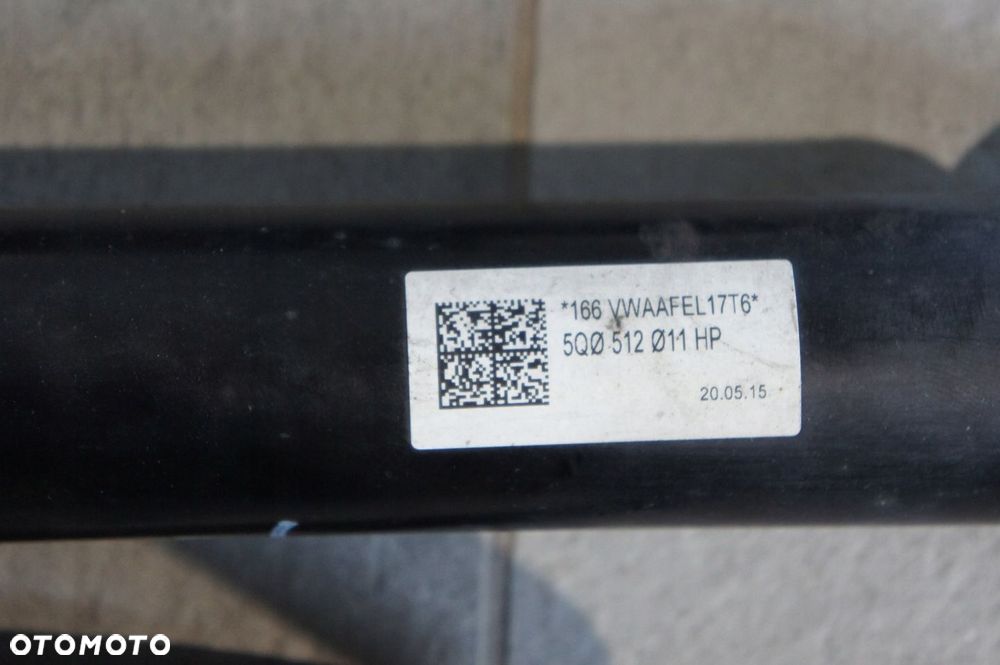 *166 VWAAFEL17T6*
5QØ 512 Ø11 HP
20.05.15
OTOMOTO